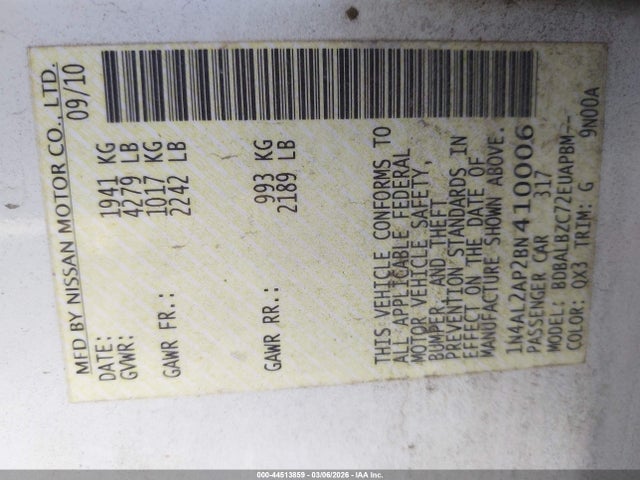 MFD BY NISSAN MOTOR CO., LTD.
DATE: 09/10
GVWR: 1941 KG
4279 LB
GAWR FR.: 1017 KG
2242 LB
GAWR RR.: 993 KG
2189 LB
THIS VEHICLE CONFORMS TO
ALL APPLICABLE FEDERAL
MOTOR VEHICLE SAFETY,
BUMPER, AND THEFT
PREVENTION STANDARDS IN
EFFECT ON THE DATE OF
MANUFACTURE SHOWN ABOVE.
1N4AL2AP2BN410006
PASSENGER CAR 317
MODEL: BDBALBZC72EUAPBM--
COLOR: QX3 TRIM: G 9N00A
000-44513859 | 03/06/2026 | IAA Inc.